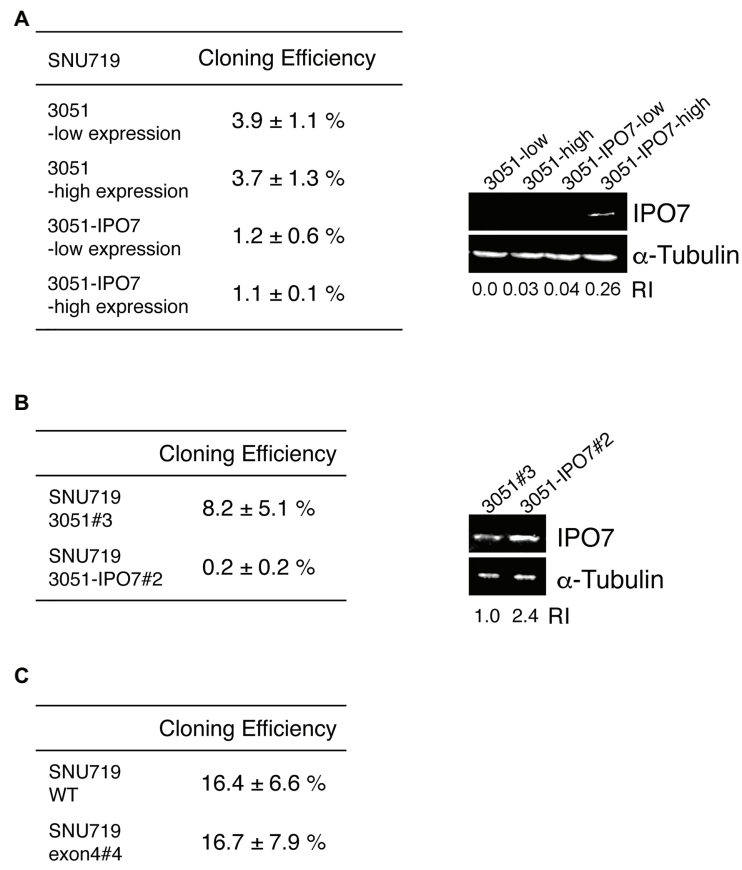 A
SNU719 Cloning Efficiency
3051
-low expression
3.9 ± 1.1 %
3051
-high expression
3.7 ± 1.3 %
3051-IPO7
-low expression
1.2 ± 0.6 %
3051-IPO7
-high expression
1.1 ± 0.1 %
3051-low
3051-high
3051-IPO7-low
3051-IPO7-high
IPO7
α-Tubulin
0.0 0.03 0.04 0.26 RI
B
Cloning Efficiency
SNU719
3051#3
8.2 ± 5.1 %
SNU719
3051-IPO7#2
0.2 ± 0.2 %
3051#3
3051-IPO7#2
IPO7
α-Tubulin
1.0 2.4 RI
C
Cloning Efficiency
SNU719
WT
16.4 ± 6.6 %
SNU719
exon4#4
16.7 ± 7.9 %